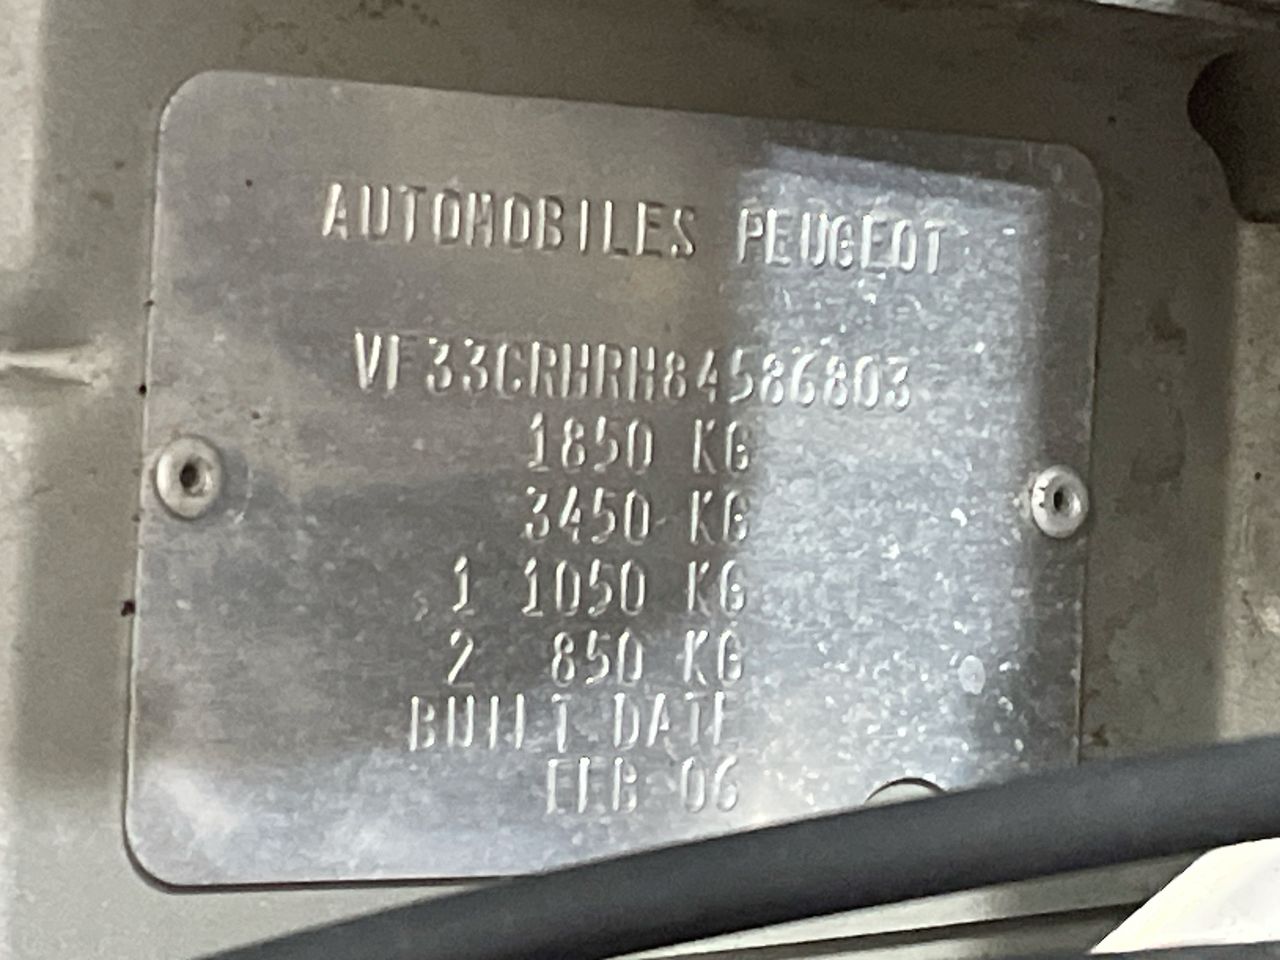 AUTOMOBILES PEUGEOT
VF33CRHRH84586803
1850 KG
3450 KG
1 1050 KG
2 850 KG
BUILT DATE
FEB 06